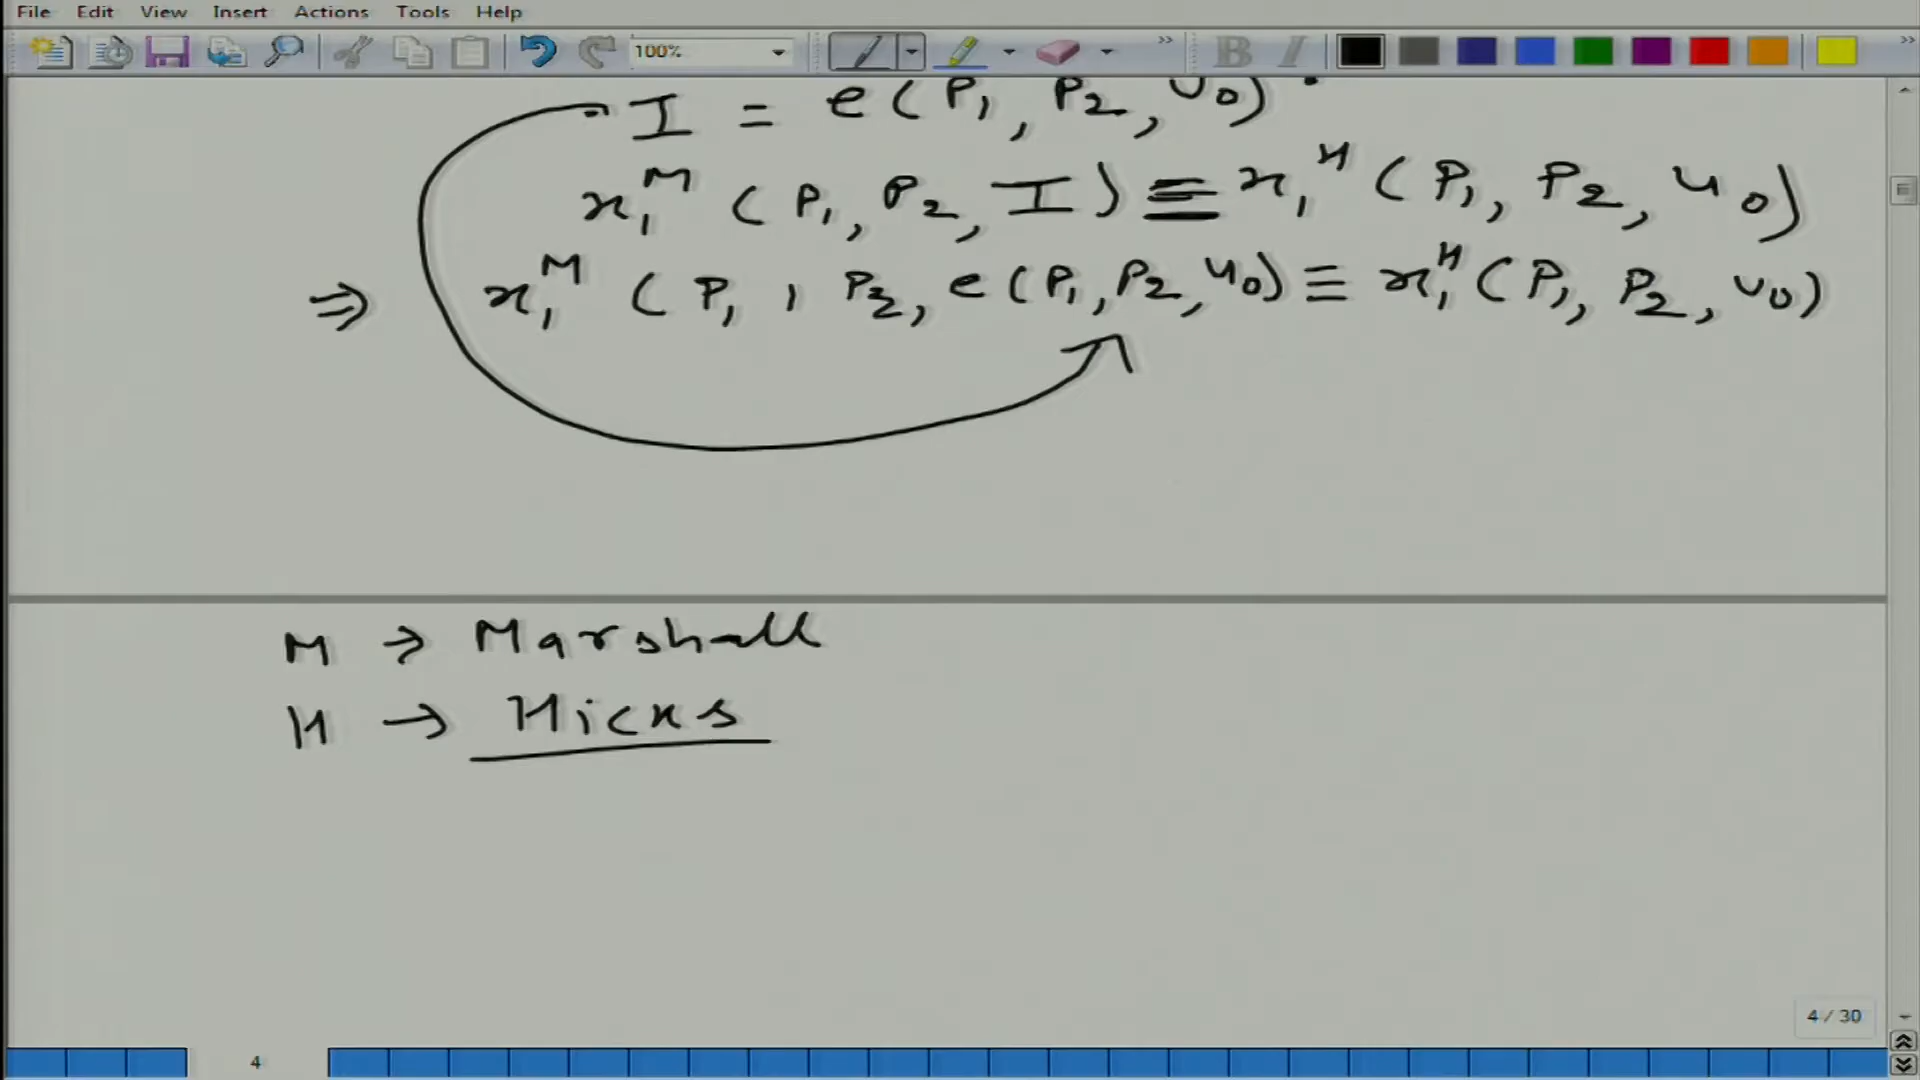 File Edit View Insert Actions Tools Help
100%
I = e(P₁, P₂, u₀)
x₁ᴹ (P₁, P₂, I) ≡ x₁ᴴ (P₁, P₂, u₀)
⇒ x₁ᴹ (P₁, P₂, e(P₁, P₂, u₀) ≡ x₁ᴴ (P₁, P₂, u₀)
M → Marshall
H → Hicks
4 / 30
4